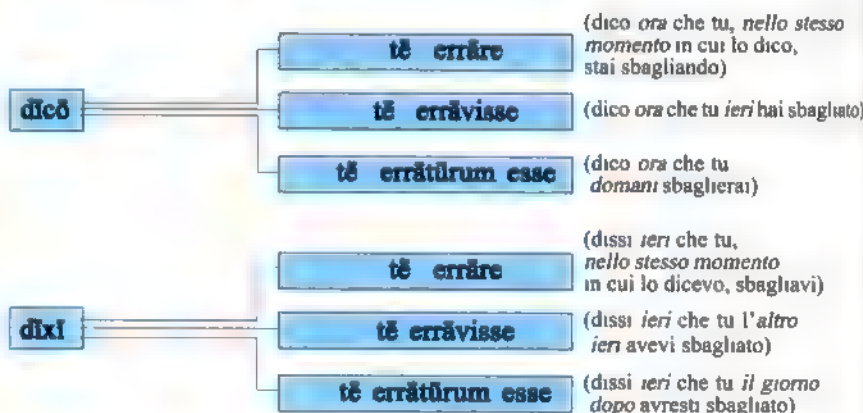 tē errāre
(dico ora che tu, nello stesso
momento in cui lo dico,
stai sbagliando)
dīcō
tē errāvisse
(dico ora che tu ieri hai sbagliato)
tē errātūrum esse
(dico ora che tu
domani sbaglierai)
tē errāre
(dissi ieri che tu,
nello stesso momento
in cui lo dicevo, sbagliavi)
dīxī
tē errāvisse
(dissi ieri che tu l'altro
ieri avevi sbagliato)
tē errātūrum esse
(dissi ieri che tu il giorno
dopo avresti sbagliato)